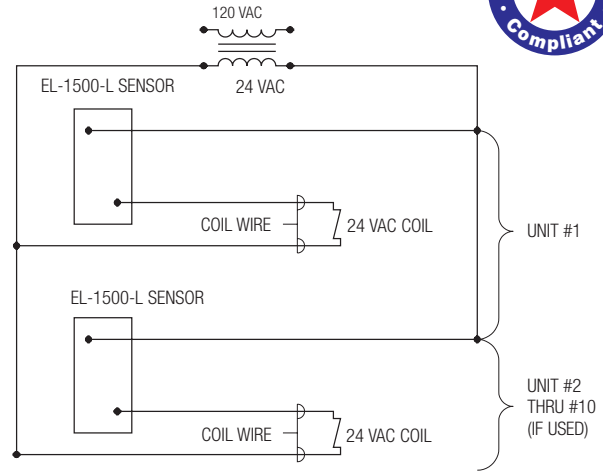 120 VAC
• Compliant
EL-1500-L SENSOR
24 VAC
COIL WIRE
24 VAC COIL
UNIT #1
EL-1500-L SENSOR
UNIT #2
THRU #10
(IF USED)
COIL WIRE
24 VAC COIL